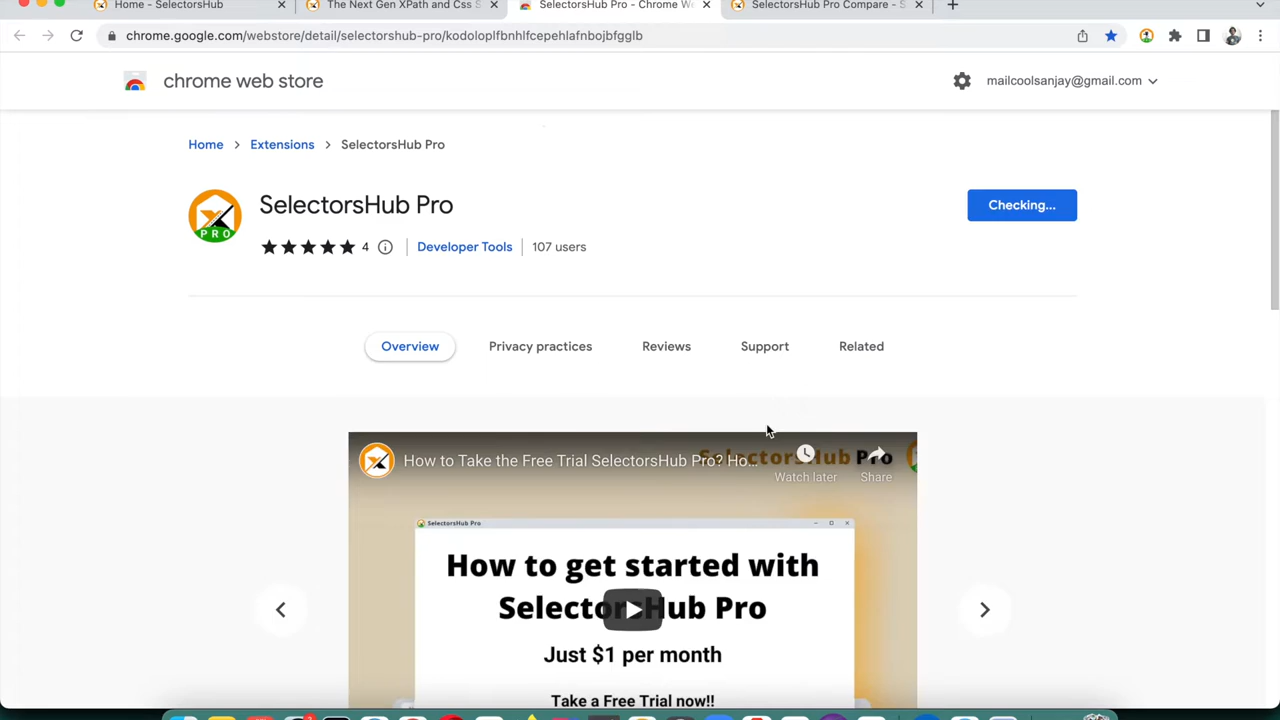 Home - SelectorsHub
The Next Gen XPath and Css S
SelectorsHub Pro - Chrome We
SelectorsHub Pro Compare - S
chrome.google.com/webstore/detail/selectorshub-pro/kodoloplfbnhlfcepehlafnbojbfgglb
chrome web store
mailcoolsanjay@gmail.com
Home > Extensions > SelectorsHub Pro
PRO
SelectorsHub Pro
Checking...
4
Developer Tools
107 users
Overview
Privacy practices
Reviews
Support
Related
How to Take the Free Trial SelectorsHub Pro? Ho...
Watch later
Share
SelectorsHub Pro
How to get started with
SelectorsHub Pro
Just $1 per month
Take a Free Trial now!!